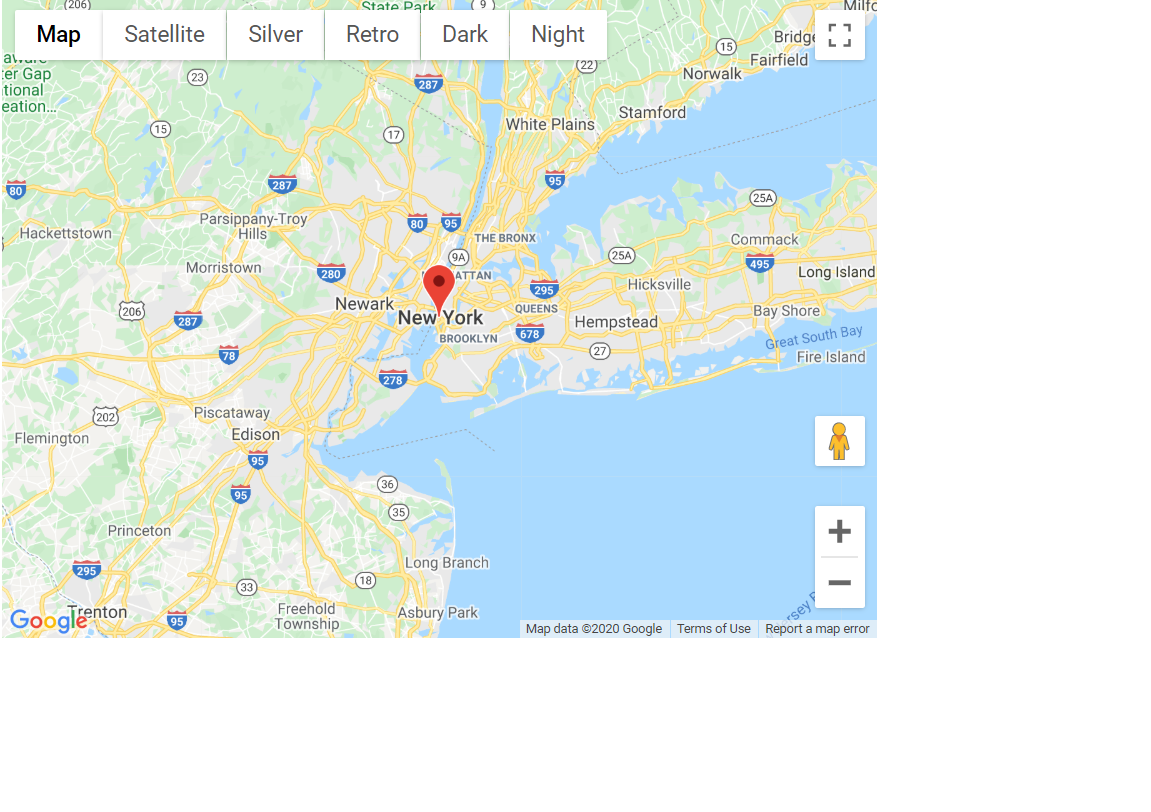 206
State Park
9
Milfo
Map
Satellite
Silver
Retro
Dark
Night
Bridge
15
Fairfield
aware
ter Gap
tional
eation...
23
22
287
Norwalk
Stamford
15
17
White Plains
80
287
95
25A
Parsippany-Troy
Hills
80
95
Hackettstown
THE BRONX
Commack
9A
25A
495
Morristown
280
ATTAN
Long Island
295
Hicksville
Newark
206
287
New York
QUEENS
Hempstead
Bay Shore
678
BROOKLYN
Great South Bay
78
27
Fire Island
278
202
Piscataway
Flemington
Edison
95
36
95
35
Princeton
Long Branch
295
18
33
Trenton
Freehold
Township
Asbury Park
95
Google
Map data ©2020 Google
Terms of Use
Report a map error